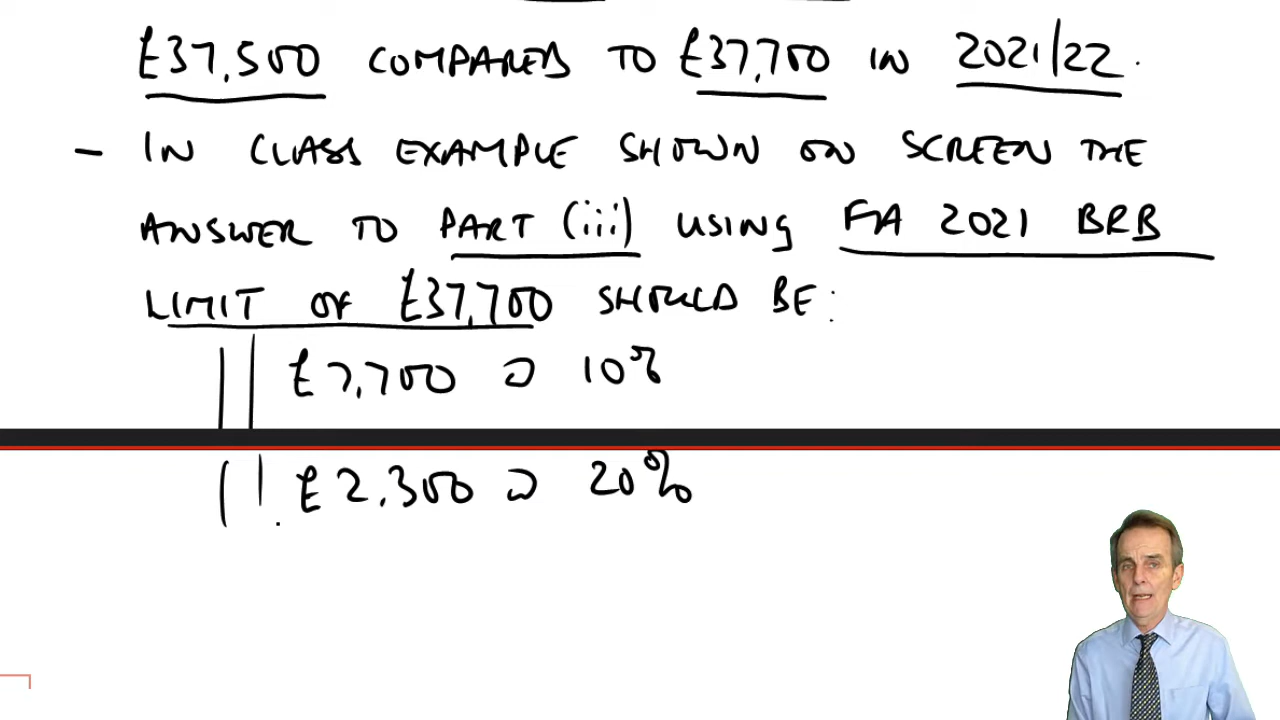 £37,500 COMPARED TO £37,700 IN 2021/22.
- IN CLASS EXAMPLE SHOWN ON SCREEN THE
ANSWER TO PART (iii) USING FA 2021 BRB
LIMIT OF £37,700 SHOULD BE:
£7,700 @ 10%
£2,300 @ 20%